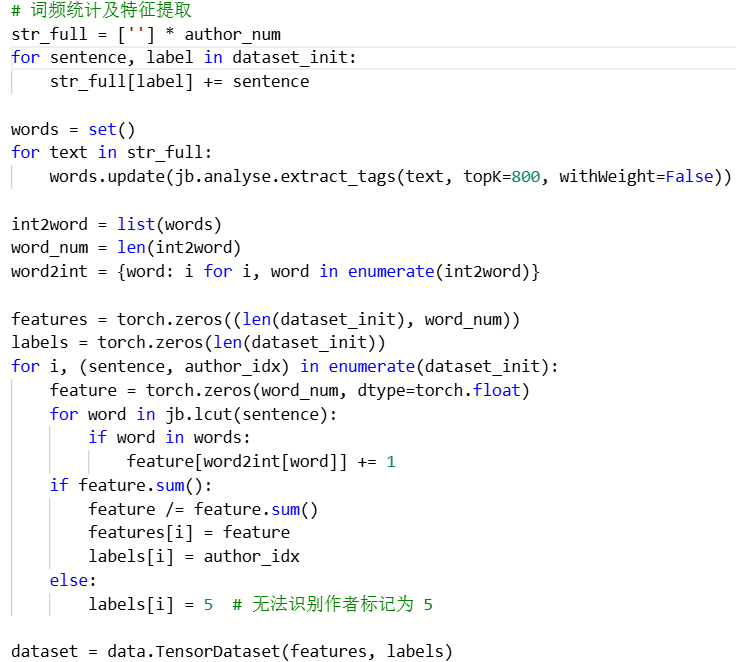 # 词频统计及特征提取
str_full = [''] * author_num
for sentence, label in dataset_init:
    str_full[label] += sentence

words = set()
for text in str_full:
    words.update(jb.analyse.extract_tags(text, topK=800, withWeight=False))

int2word = list(words)
word_num = len(int2word)
word2int = {word: i for i, word in enumerate(int2word)}

features = torch.zeros((len(dataset_init), word_num))
labels = torch.zeros(len(dataset_init))
for i, (sentence, author_idx) in enumerate(dataset_init):
    feature = torch.zeros(word_num, dtype=torch.float)
    for word in jb.lcut(sentence):
        if word in words:
            feature[word2int[word]] += 1
    if feature.sum():
        feature /= feature.sum()
        features[i] = feature
        labels[i] = author_idx
    else:
        labels[i] = 5  # 无法识别作者标记为 5

dataset = data.TensorDataset(features, labels)